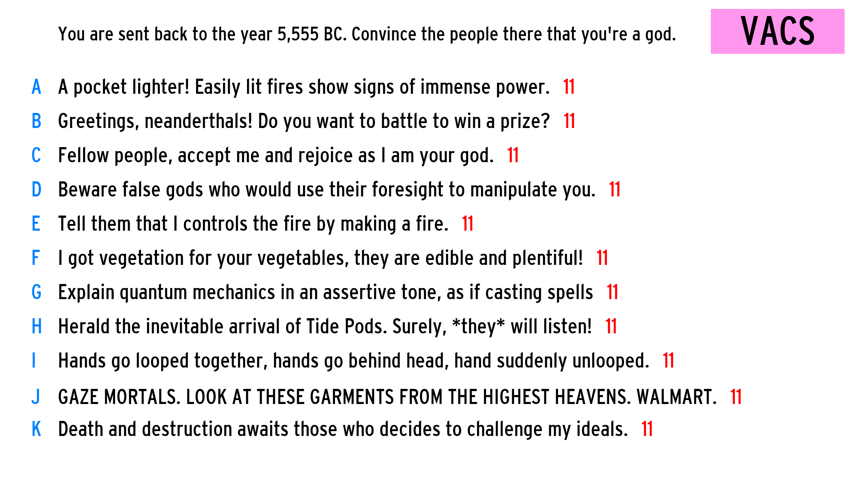 You are sent back to the year 5,555 BC. Convince the people there that you're a god.
VACS
A A pocket lighter! Easily lit fires show signs of immense power. 11
B Greetings, neanderthals! Do you want to battle to win a prize? 11
C Fellow people, accept me and rejoice as I am your god. 11
D Beware false gods who would use their foresight to manipulate you. 11
E Tell them that I controls the fire by making a fire. 11
F I got vegetation for your vegetables, they are edible and plentiful! 11
G Explain quantum mechanics in an assertive tone, as if casting spells 11
H Herald the inevitable arrival of Tide Pods. Surely, *they* will listen! 11
I Hands go looped together, hands go behind head, hand suddenly unlooped. 11
J GAZE MORTALS. LOOK AT THESE GARMENTS FROM THE HIGHEST HEAVENS. WALMART. 11
K Death and destruction awaits those who decides to challenge my ideals. 11